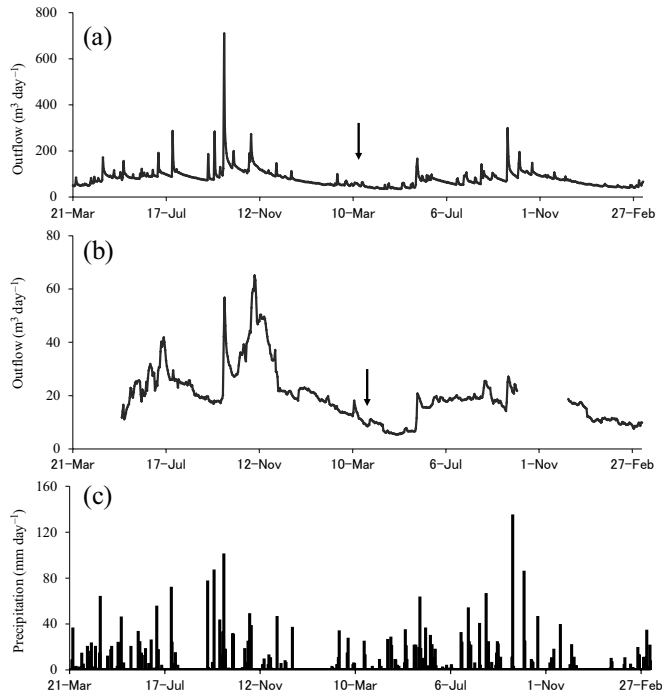 (a)
Outflow (m³ day⁻¹)
800
600
400
200
0
21-Mar 17-Jul 12-Nov 10-Mar 6-Jul 1-Nov 27-Feb
(b)
Outflow (m³ day⁻¹)
80
60
40
20
0
21-Mar 17-Jul 12-Nov 10-Mar 6-Jul 1-Nov 27-Feb
(c)
Precipitation (mm day⁻¹)
160
120
80
40
0
21-Mar 17-Jul 12-Nov 10-Mar 6-Jul 1-Nov 27-Feb